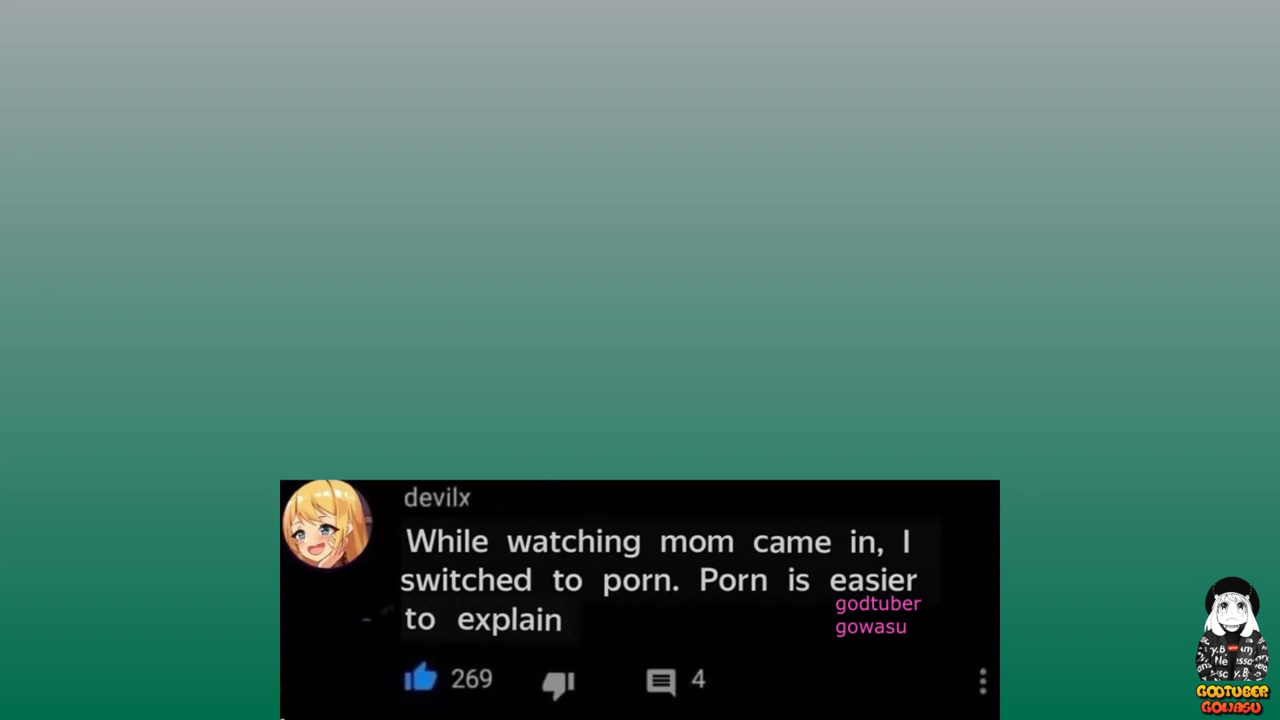 devilx
While watching mom came in, I
switched to porn. Porn is easier
to explain
godtuber
gowasu
269
4
GODTUBER
GOWASU